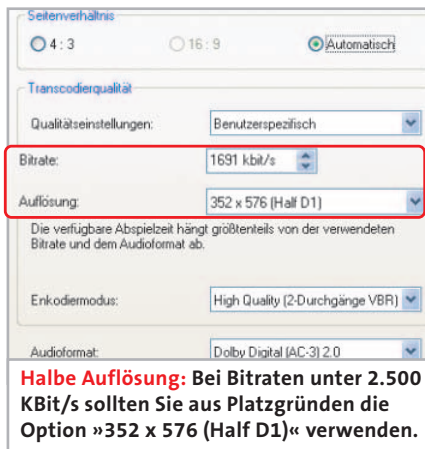 Seitenverhältnis
4 : 3 16 : 9 Automatisch
Transcodierqualität
Qualitätseinstellungen: Benutzerspezifisch
Bitrate: 1691 kbit/s
Auflösung: 352 x 576 (Half D1)
Die verfügbare Abspielzeit hängt größtenteils von der verwendeten
Bitrate und dem Audioformat ab.
Enkodiermodus: High Quality (2-Durchgänge VBR)
Audioformat: Dolby Digital (AC-3) 2.0
Halbe Auflösung: Bei Bitraten unter 2.500
KBit/s sollten Sie aus Platzgründen die
Option »352 x 576 (Half D1)« verwenden.